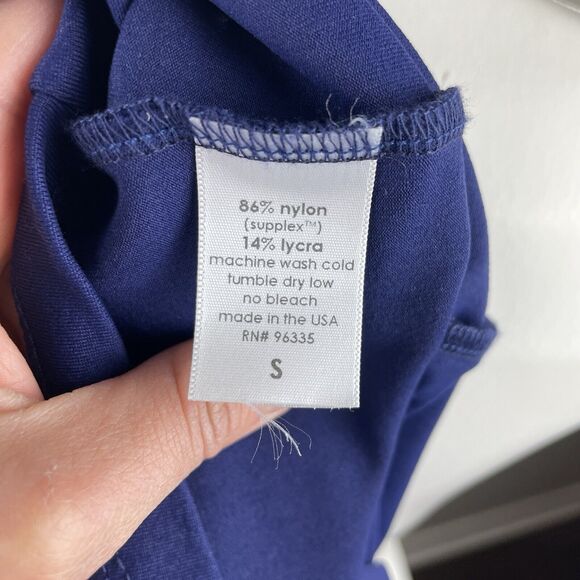 86% nylon
(supplex™)
14% lycra
machine wash cold
tumble dry low
no bleach
made in the USA
RN# 96335
S